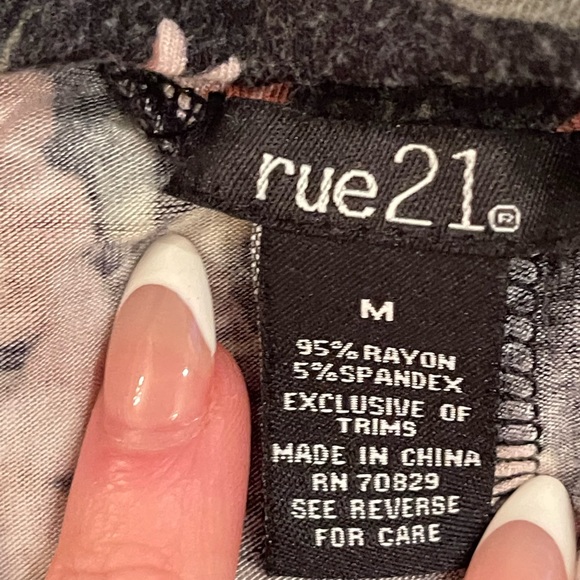 rue21®
M
95% RAYON
5% SPANDEX
EXCLUSIVE OF
TRIMS
MADE IN CHINA
RN 70829
SEE REVERSE
FOR CARE